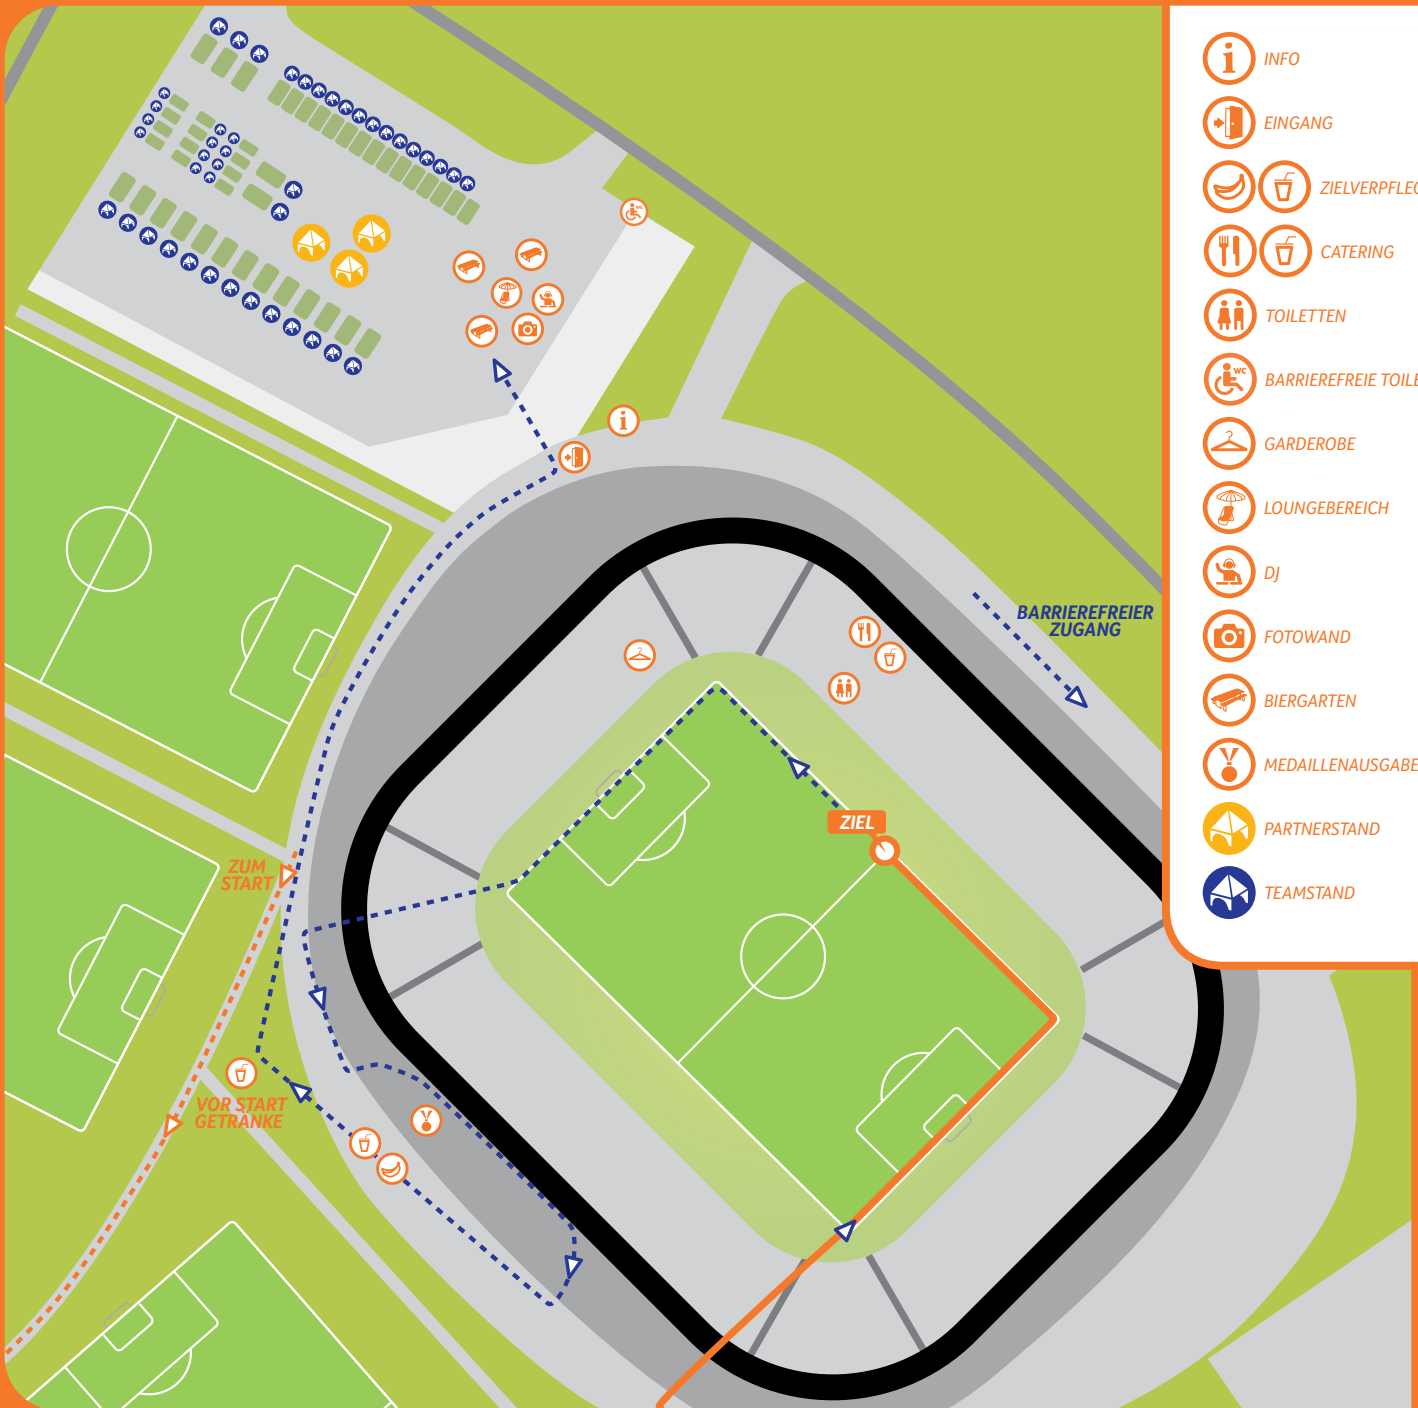 INFO
EINGANG
ZIELVERPFLEG
CATERING
TOILETTEN
WC
BARRIEREFREIE TOILE
GARDEROBE
LOUNGEBEREICH
DJ
FOTOWAND
BIERGARTEN
MEDAILLENAUSGABE
PARTNERSTAND
TEAMSTAND
BARRIEREFREIER
ZUGANG
ZIEL
ZUM
START
VOR START
GETRÄNKE